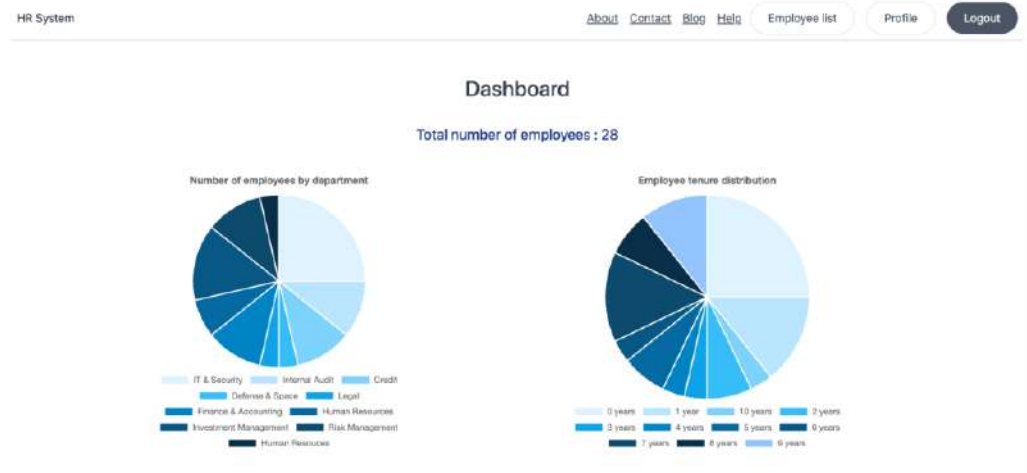 HR System
About Contact Blog Help Employee list Profile Logout
Dashboard
Total number of employees : 28
Number of employees by department
IT & Security Internal Audit Credit
Defense & Space Legal
Finance & Accounting Human Resources
Investment Management Risk Management
Human Resouces
Employee tenure distribution
0 years 1 year 10 years 2 years
3 years 4 years 5 years 6 years
7 years 8 years 9 years